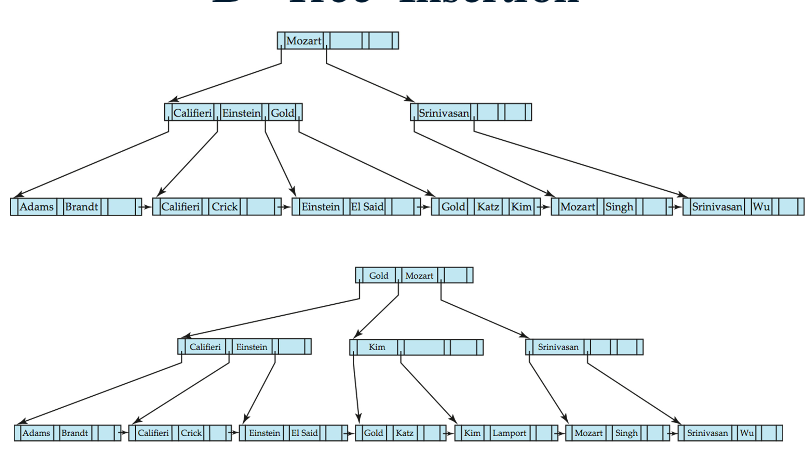 B+ Tree Insertion
Mozart
Califieri Einstein Gold
Srinivasan
Adams Brandt
Califieri Crick
Einstein El Said
Gold Katz Kim
Mozart Singh
Srinivasan Wu
Gold Mozart
Califieri Einstein
Kim
Srinivasan
Adams Brandt
Califieri Crick
Einstein El Said
Gold Katz
Kim Lamport
Mozart Singh
Srinivasan Wu